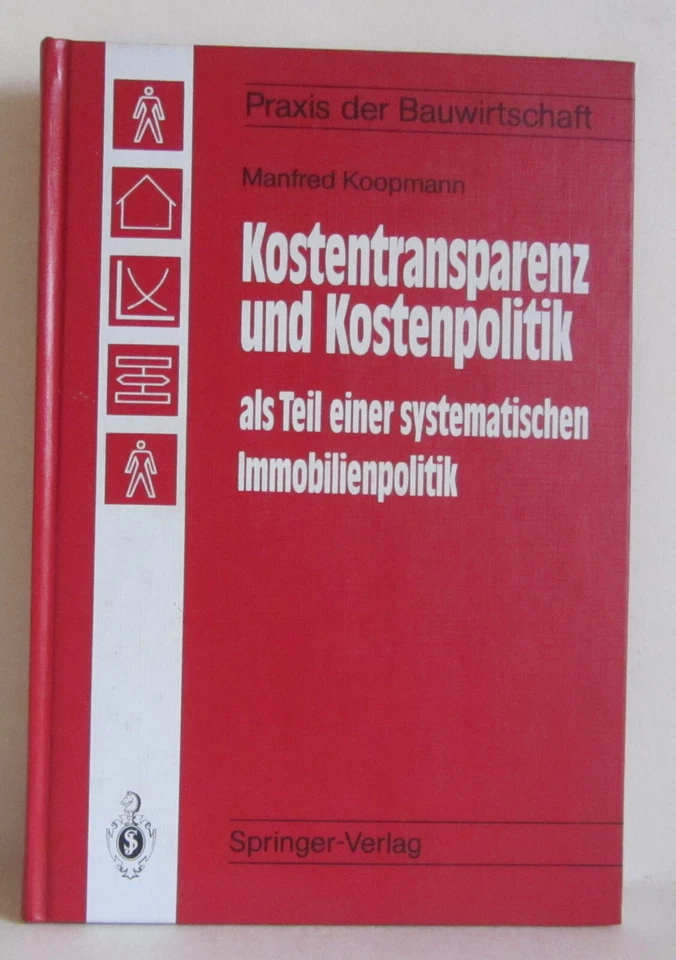 Praxis der Bauwirtschaft
Manfred Koopmann
Kostentransparenz
und Kostenpolitik
als Teil einer systematischen
Immobilienpolitik
Springer-Verlag